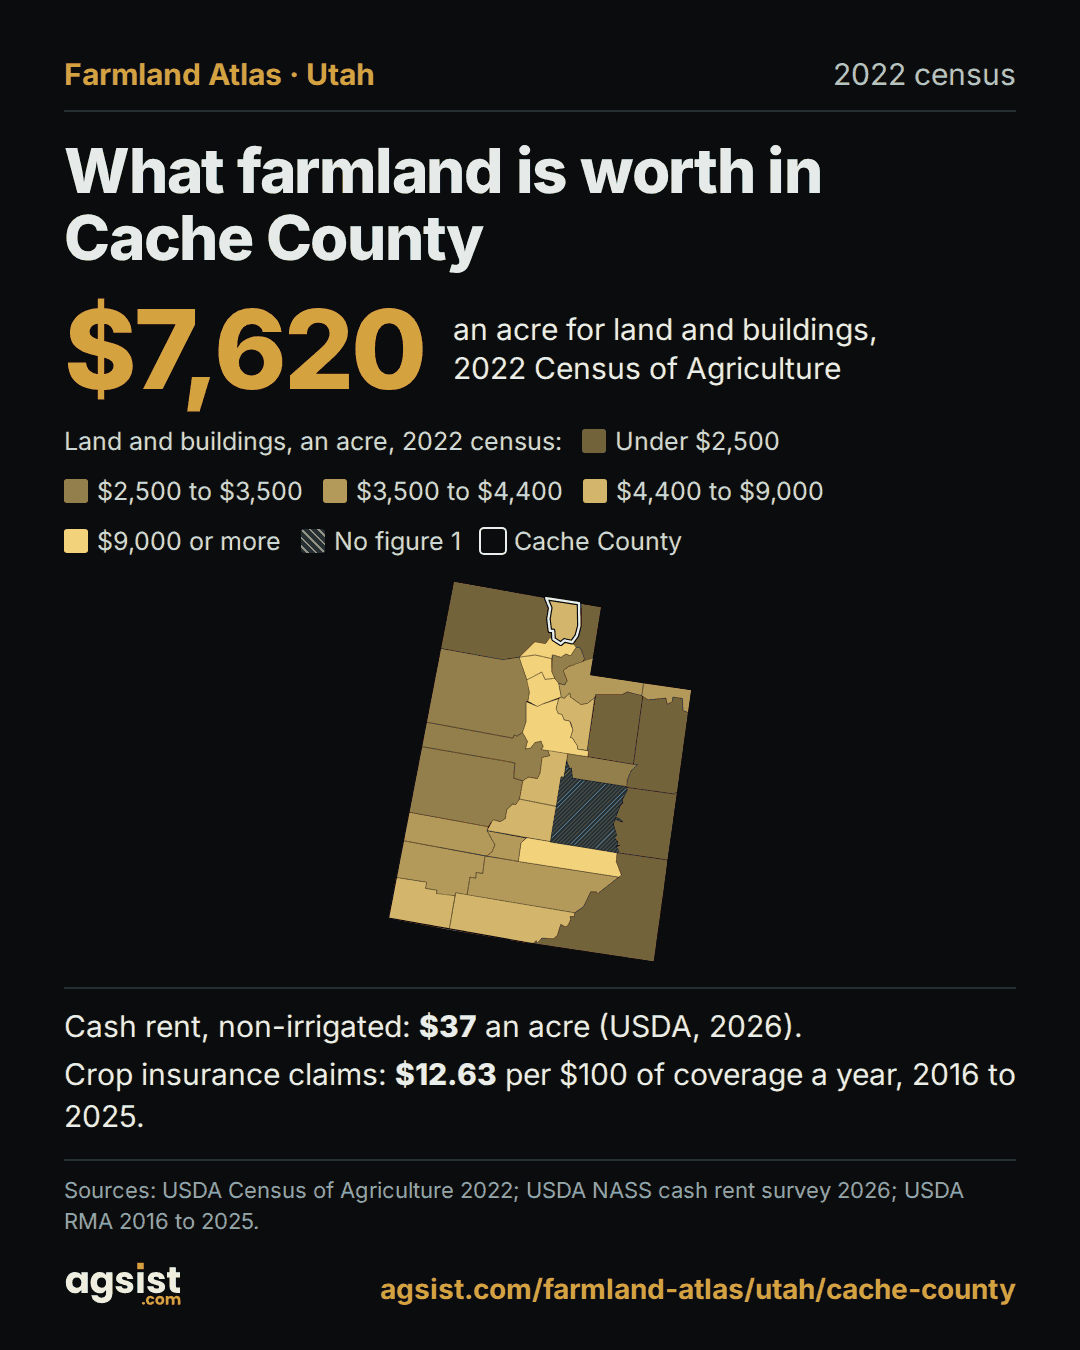 Farmland Atlas · Utah
2022 census
What farmland is worth in
Cache County
$7,620
an acre for land and buildings,
2022 Census of Agriculture
Land and buildings, an acre, 2022 census: Under $2,500
$2,500 to $3,500 $3,500 to $4,400 $4,400 to $9,000
$9,000 or more No figure 1 Cache County
Cash rent, non-irrigated: $37 an acre (USDA, 2026).
Crop insurance claims: $12.63 per $100 of coverage a year, 2016 to
2025.
Sources: USDA Census of Agriculture 2022; USDA NASS cash rent survey 2026; USDA
RMA 2016 to 2025.
agsist
.com
agsist.com/farmland-atlas/utah/cache-county